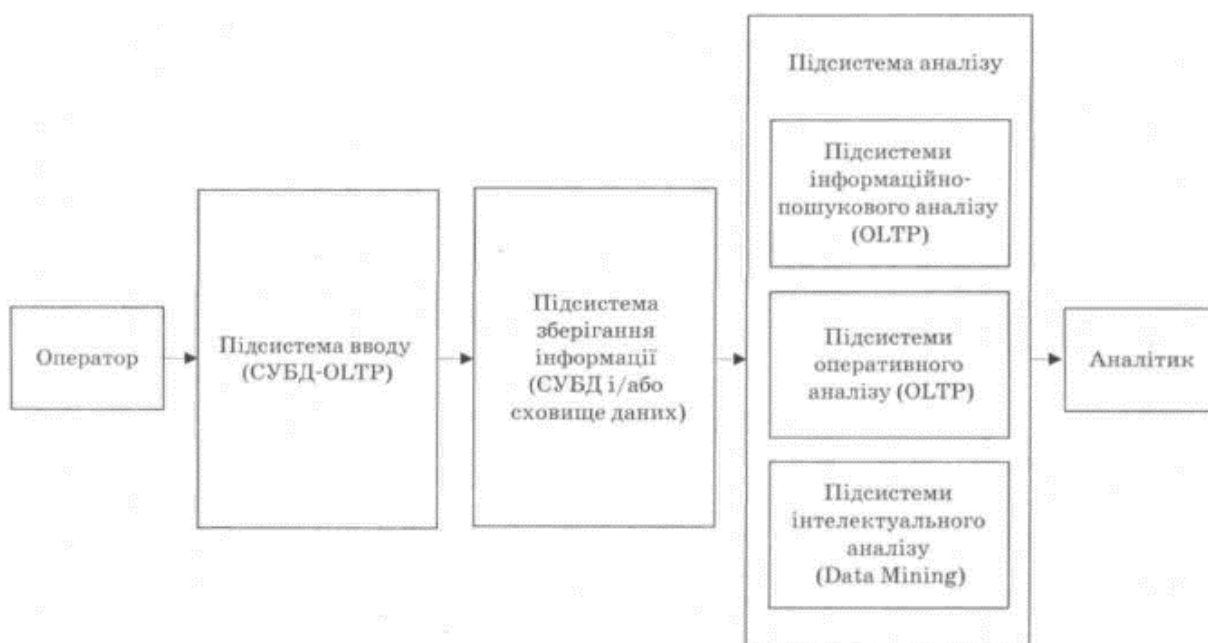 Оператор
Підсистема вводу
(СУБД-OLTP)
Підсистема
зберігання
інформації
(СУБД і/або
сховище даних)
Підсистема аналізу
Підсистеми
інформаційно-
пошукового аналізу
(OLTP)
Підсистеми
оперативного
аналізу (OLTP)
Підсистеми
інтелектуального
аналізу
(Data Mining)
Аналітик